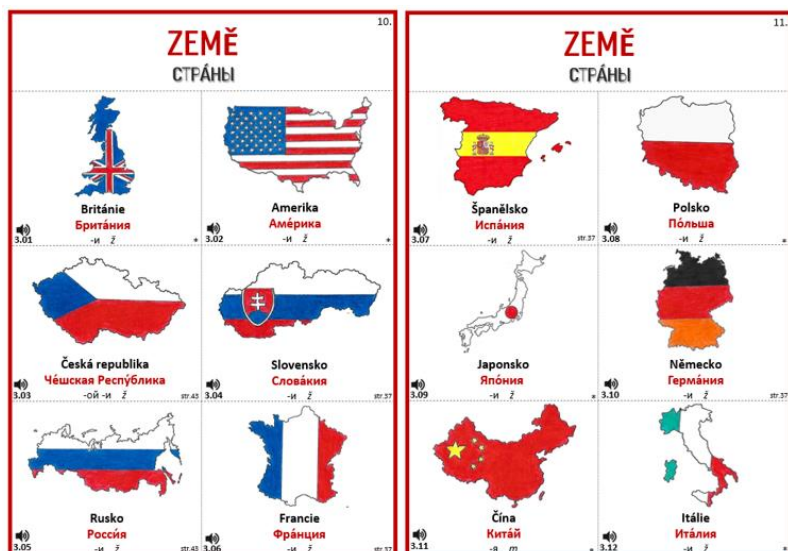 10.
ZEMĚ
СТРА́НЫ
Británie
Брита́ния
3.01 -и ž *
Amerika
Аме́рика
3.02 -и ž *
Česká republika
Че́шская Респу́блика
3.03 -ой -и ž str.43
Slovensko
Слова́кия
3.04 -и ž str.37
Rusko
Росси́я
3.05 -и ž str.43
Francie
Фра́нция
3.06 -и ž str.37
11.
ZEMĚ
СТРА́НЫ
Španělsko
Испа́ния
3.07 -и ž str.37
Polsko
По́льша
3.08 -и ž *
Japonsko
Япо́ния
3.09 -и ž *
Německo
Герма́ния
3.10 -и ž str.37
Čína
Кита́й
3.11 -я m *
Itálie
Ита́лия
3.12 -и ž *